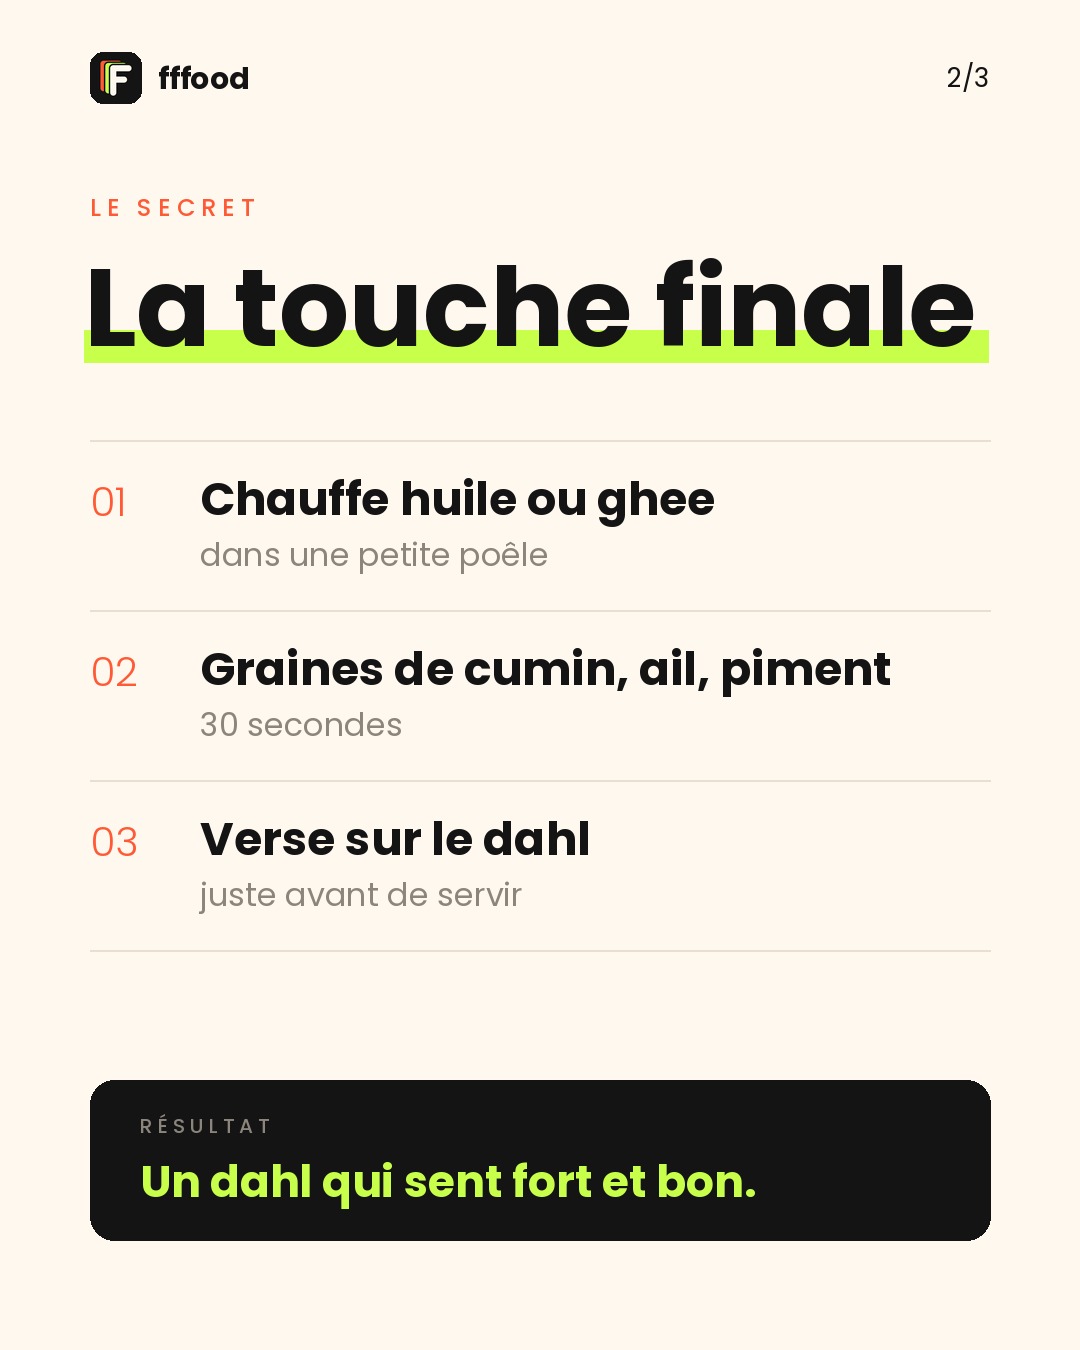 F fffood
2/3
LE SECRET
La touche finale
01
Chauffe huile ou ghee
dans une petite poêle
02
Graines de cumin, ail, piment
30 secondes
03
Verse sur le dahl
juste avant de servir
RÉSULTAT
Un dahl qui sent fort et bon.